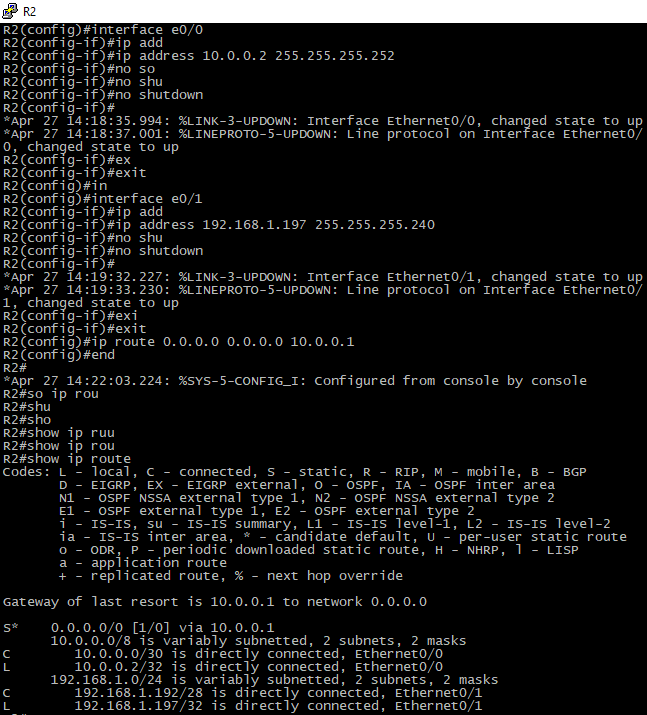 R2
R2(config)#interface e0/0
R2(config-if)#ip add
R2(config-if)#ip address 10.0.0.2 255.255.255.252
R2(config-if)#no so
R2(config-if)#no shu
R2(config-if)#no shutdown
R2(config-if)#
*Apr 27 14:18:35.994: %LINK-3-UPDOWN: Interface Ethernet0/0, changed state to up
*Apr 27 14:18:37.001: %LINEPROTO-5-UPDOWN: Line protocol on Interface Ethernet0/
0, changed state to up
R2(config-if)#ex
R2(config-if)#exit
R2(config)#in
R2(config)#interface e0/1
R2(config-if)#ip add
R2(config-if)#ip address 192.168.1.197 255.255.255.240
R2(config-if)#no shu
R2(config-if)#no shutdown
R2(config-if)#
*Apr 27 14:19:32.227: %LINK-3-UPDOWN: Interface Ethernet0/1, changed state to up
*Apr 27 14:19:33.230: %LINEPROTO-5-UPDOWN: Line protocol on Interface Ethernet0/
1, changed state to up
R2(config-if)#exi
R2(config-if)#exit
R2(config)#ip route 0.0.0.0 0.0.0.0 10.0.0.1
R2(config)#end
R2#
*Apr 27 14:22:03.224: %SYS-5-CONFIG_I: Configured from console by console
R2#so ip rou
R2#shu
R2#sho
R2#show ip ruu
R2#show ip rou
R2#show ip route
Codes: L - local, C - connected, S - static, R - RIP, M - mobile, B - BGP
D - EIGRP, EX - EIGRP external, O - OSPF, IA - OSPF inter area
N1 - OSPF NSSA external type 1, N2 - OSPF NSSA external type 2
E1 - OSPF external type 1, E2 - OSPF external type 2
i - IS-IS, su - IS-IS summary, L1 - IS-IS level-1, L2 - IS-IS level-2
ia - IS-IS inter area, * - candidate default, U - per-user static route
o - ODR, P - periodic downloaded static route, H - NHRP, l - LISP
a - application route
+ - replicated route, % - next hop override
Gateway of last resort is 10.0.0.1 to network 0.0.0.0
S* 0.0.0.0/0 [1/0] via 10.0.0.1
10.0.0.0/8 is variably subnetted, 2 subnets, 2 masks
C 10.0.0.0/30 is directly connected, Ethernet0/0
L 10.0.0.2/32 is directly connected, Ethernet0/0
192.168.1.0/24 is variably subnetted, 2 subnets, 2 masks
C 192.168.1.192/28 is directly connected, Ethernet0/1
L 192.168.1.197/32 is directly connected, Ethernet0/1